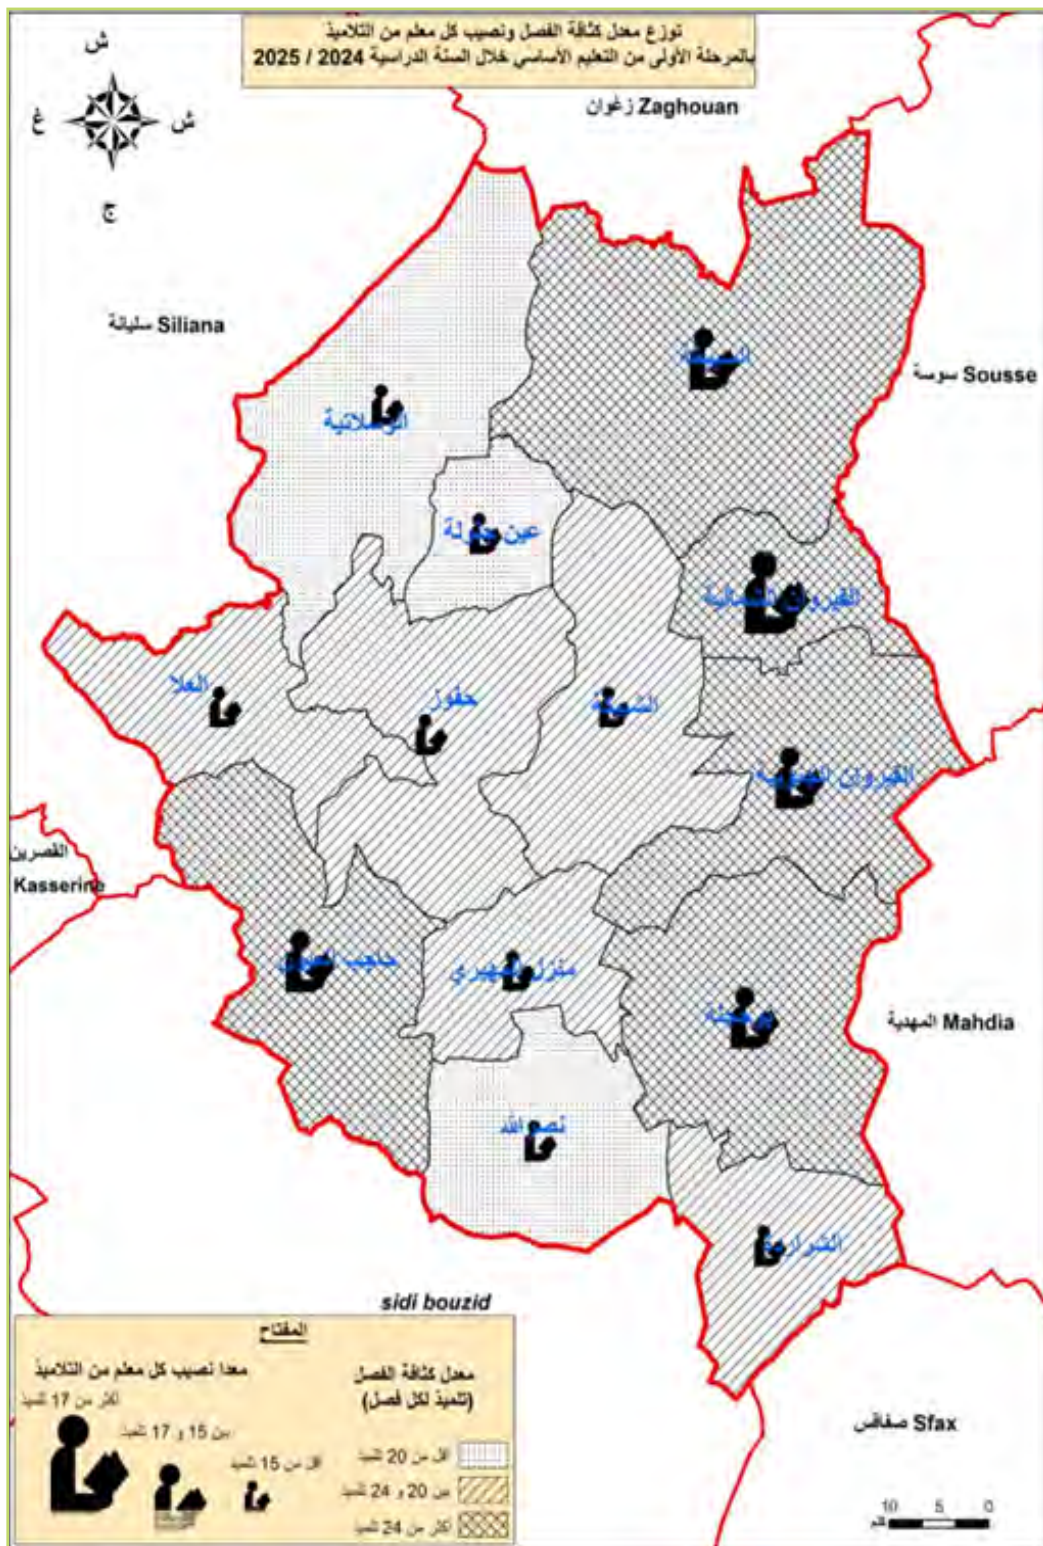 توزع معدل كثافة الفصل ونصيب كل معلم من التلاميذ
بالمرحلة الأولى من التعليم الأساسي خلال السنة الدراسية 2024 / 2025
ش
ش
غ
ج
زغوان Zaghouan
سليانة Siliana
سوسة Sousse
السبيخة
الوسلاتية
عين جلولة
القيروان الشمالية
العلا
حفوز
الشبيكة
القيروان الجنوبية
القصرين
Kasserine
حاجب العيون
منزل المهيري
بوحجلة
المهدية Mahdia
نصر الله
الشراردة
sidi bouzid
صفاقس Sfax
المفتاح
معدل كثافة الفصل
(تلميذ لكل فصل)
أقل من 20 تلميذ
بين 20 و 24 تلميذ
أكثر من 24 تلميذ
معدا نصيب كل معلم من التلاميذ
أكثر من 17 تلميذ
بين 15 و 17 تلميذ
أقل من 15 تلميذ
10 5 0
كلم